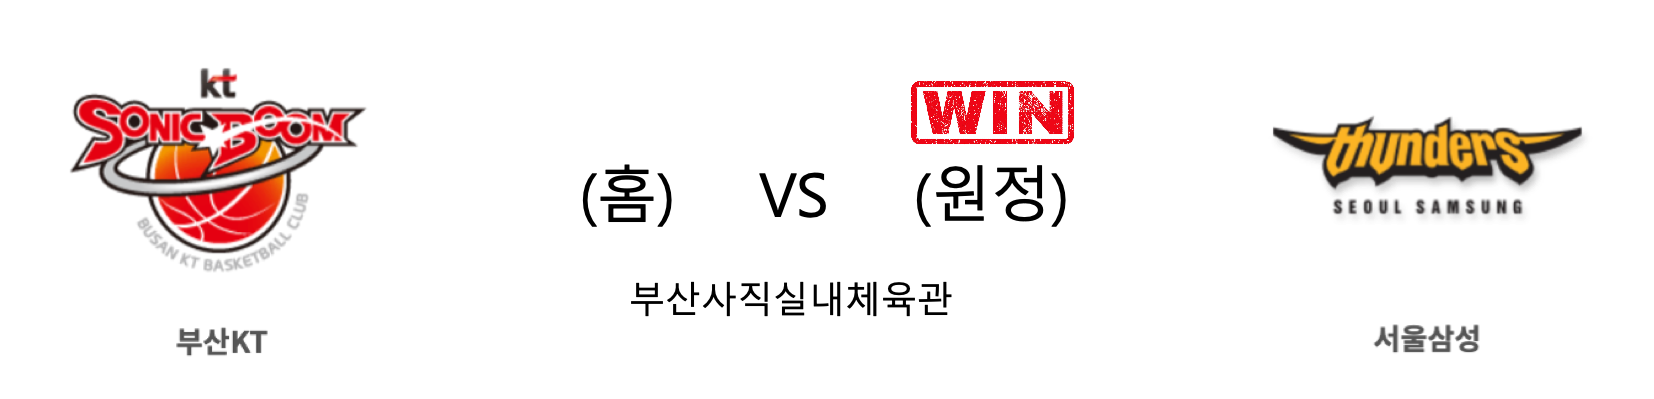 kt
SONIC BOOM
BUSAN KT BASKETBALL CLUB
부산KT
WIN
(홈) VS (원정)
부산사직실내체육관
thunders
SEOUL SAMSUNG
서울삼성